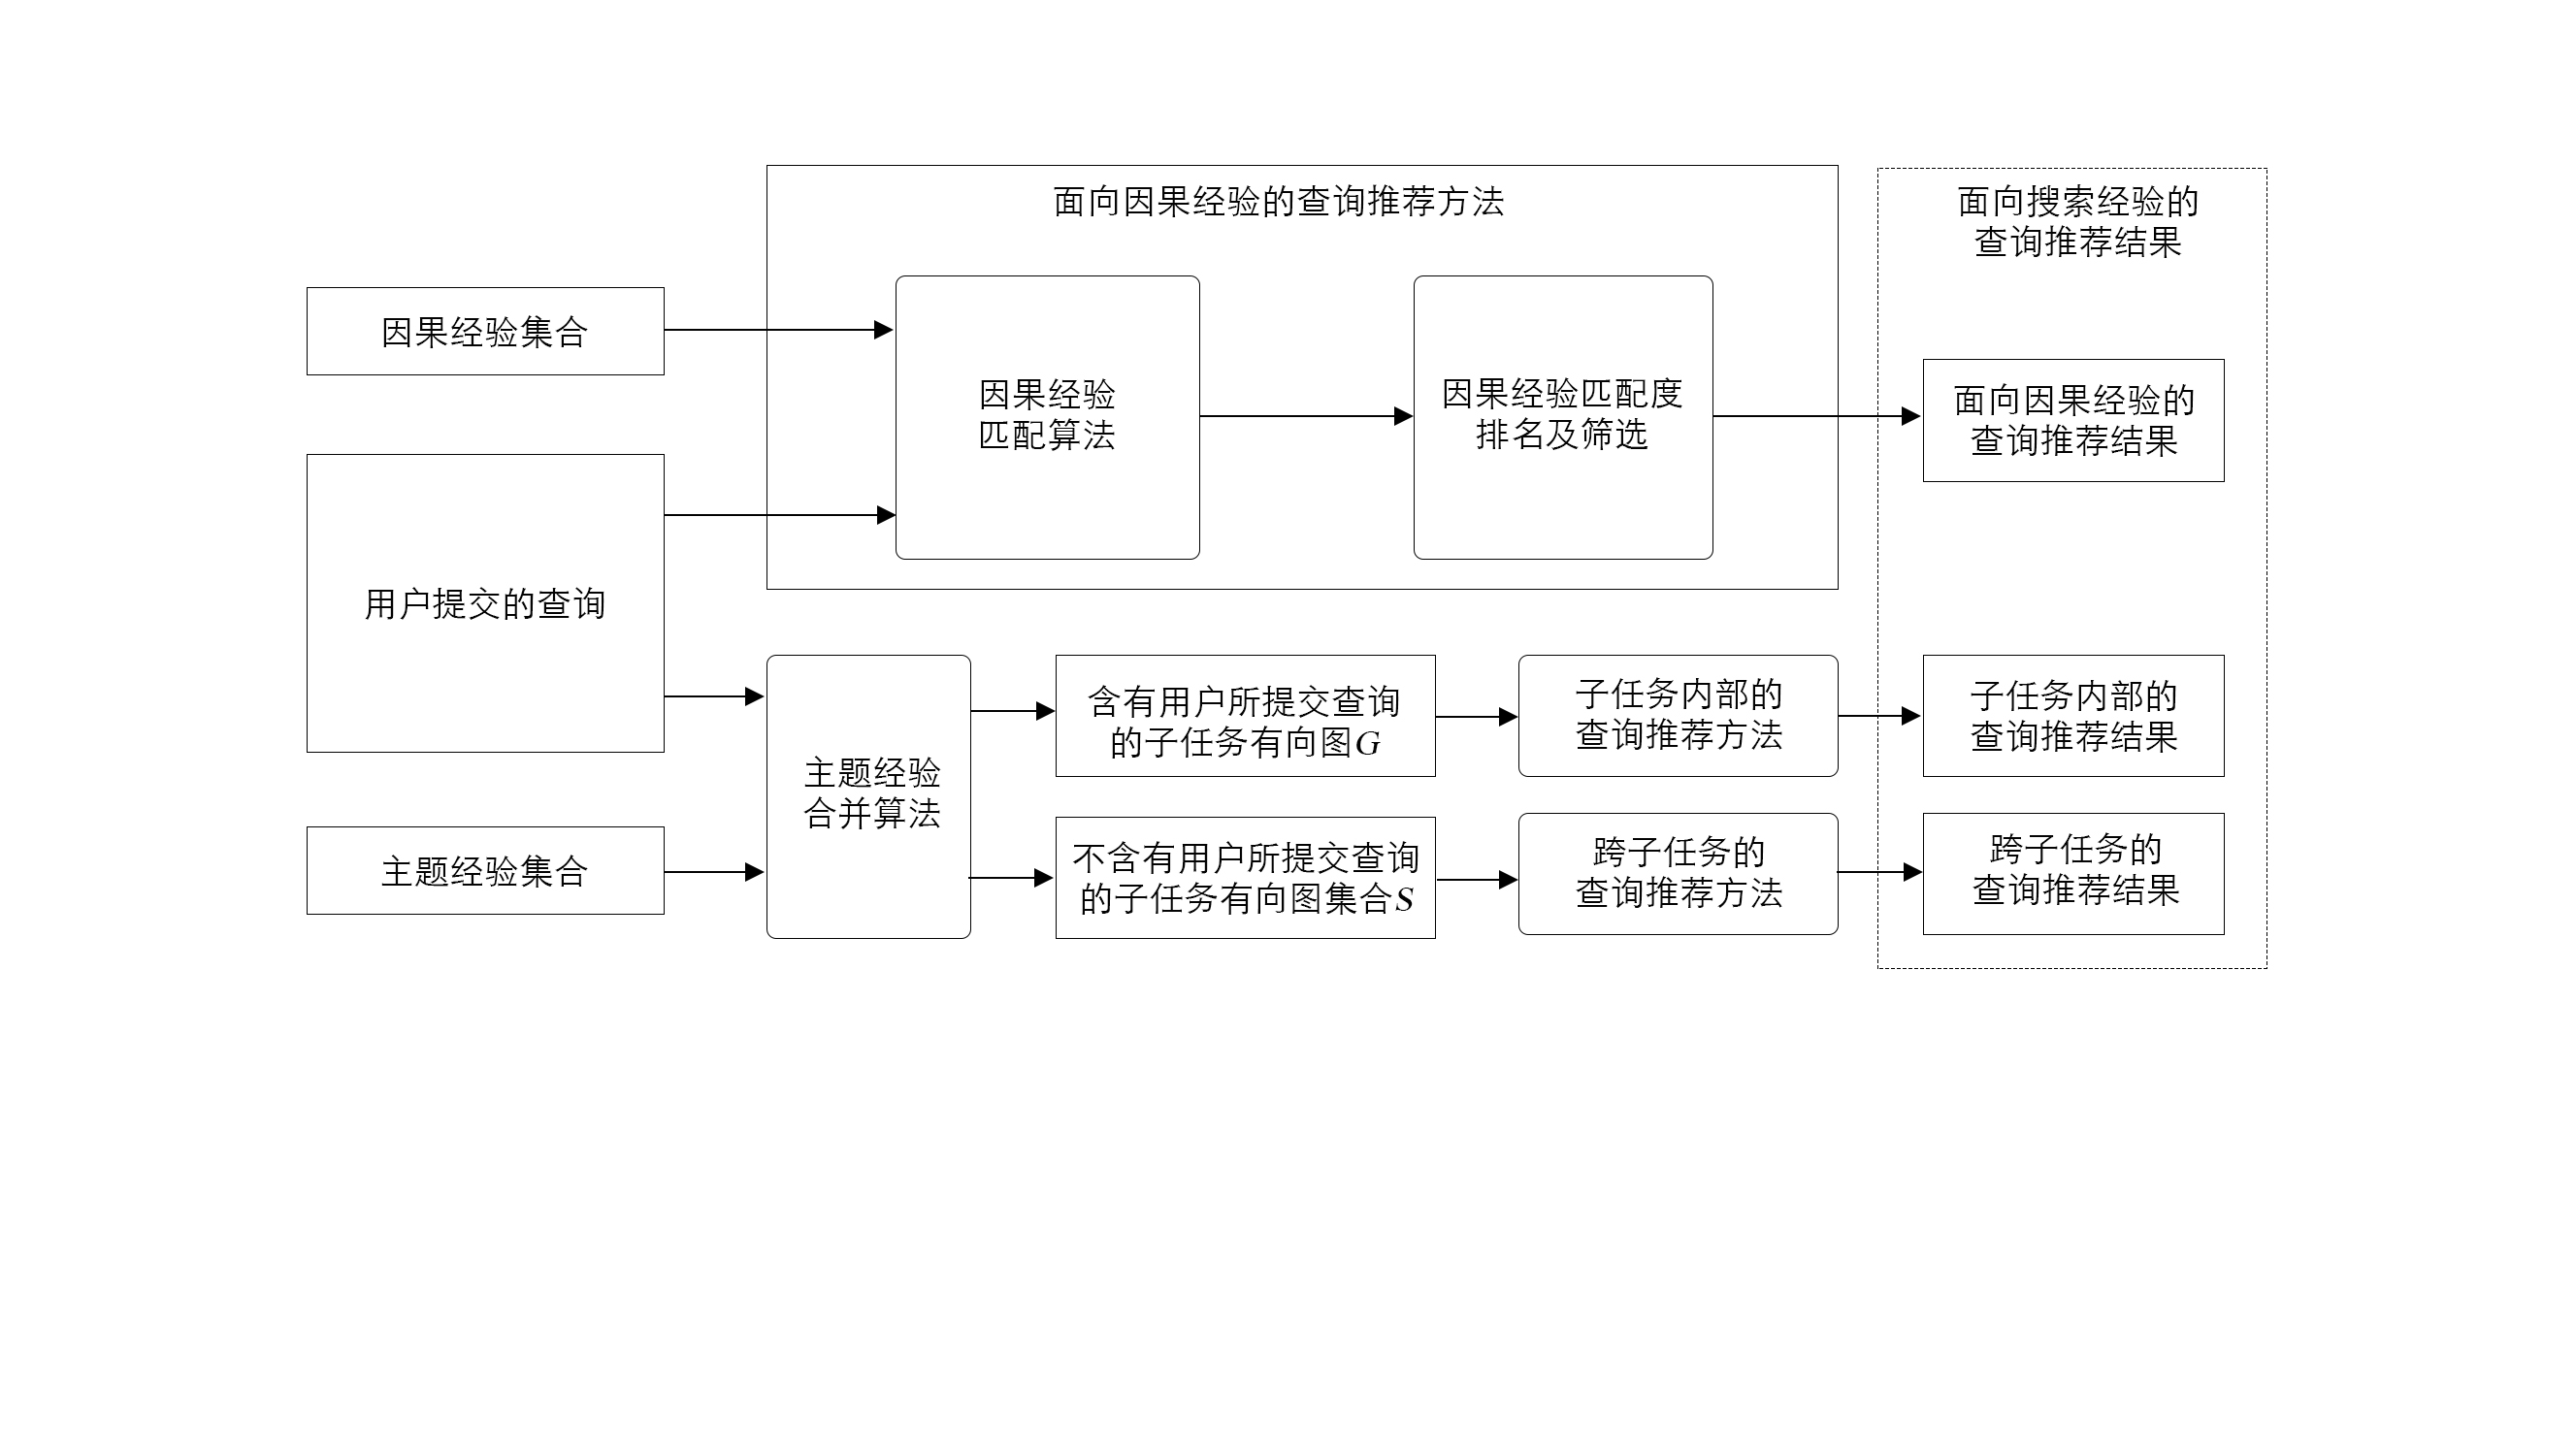 面向因果经验的查询推荐方法
面向搜索经验的
查询推荐结果
因果经验集合
因果经验
匹配算法
因果经验匹配度
排名及筛选
面向因果经验的
查询推荐结果
用户提交的查询
主题经验
合并算法
含有用户所提交查询
的子任务有向图G
子任务内部的
查询推荐方法
子任务内部的
查询推荐结果
主题经验集合
不含有用户所提交查询
的子任务有向图集合S
跨子任务的
查询推荐方法
跨子任务的
查询推荐结果